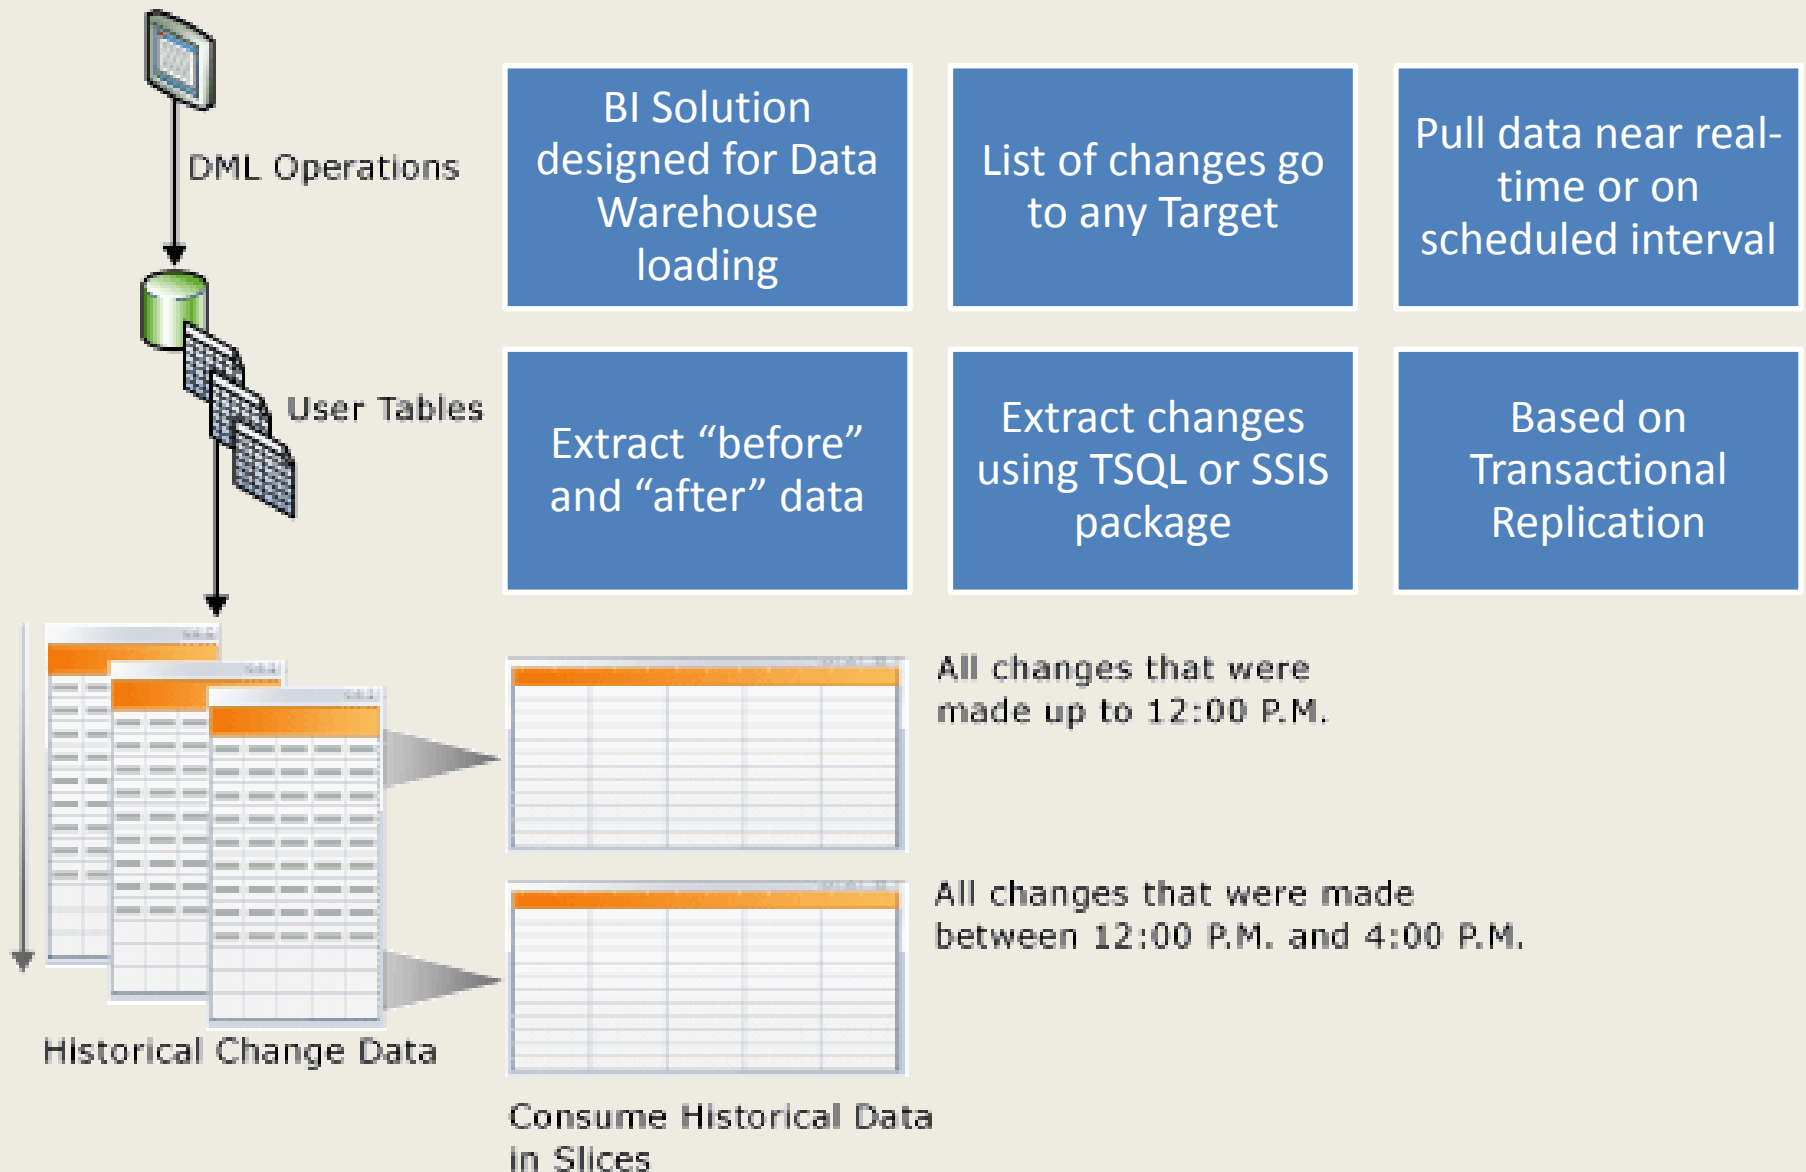 DML Operations
User Tables
BI Solution
designed for Data
Warehouse
loading
List of changes go
to any Target
Pull data near real-
time or on
scheduled interval
Extract “before”
and “after” data
Extract changes
using TSQL or SSIS
package
Based on
Transactional
Replication
All changes that were
made up to 12:00 P.M.
All changes that were made
between 12:00 P.M. and 4:00 P.M.
Historical Change Data
Consume Historical Data
in Slices